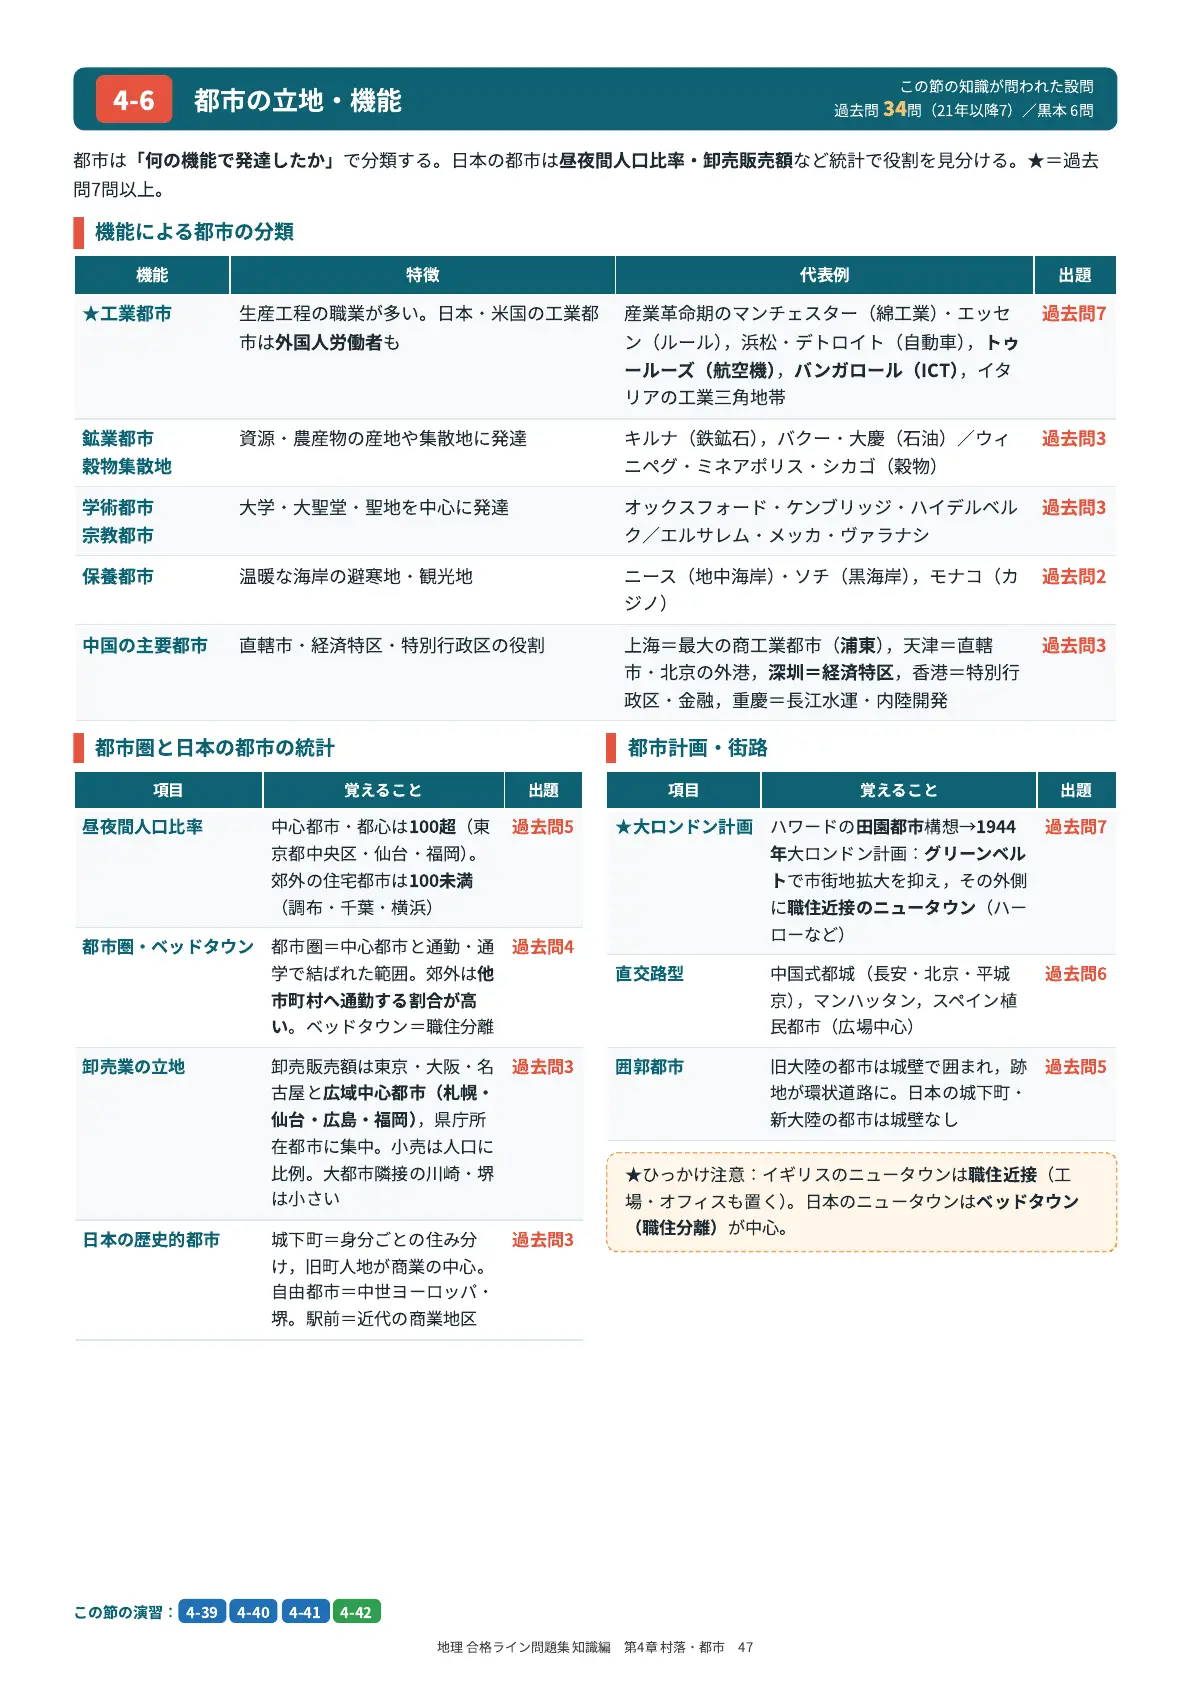 4-6 都市の立地・機能
この節の知識が問われた設問
過去問 34問（21年以降7）／黒本 6問
都市は「何の機能で発達したか」で分類する。日本の都市は昼夜間人口比率・卸売販売額など統計で役割を見分ける。★＝過去
問7問以上。
機能による都市の分類
機能 特徴 代表例 出題
★工業都市 生産工程の職業が多い。日本・米国の工業都 産業革命期のマンチェスター（綿工業）・エッセ 過去問7
市は外国人労働者も ン（ルール），浜松・デトロイト（自動車），トゥ
ールーズ（航空機），バンガロール（ICT），イタ
リアの工業三角地帯
鉱業都市 資源・農産物の産地や集散地に発達 キルナ（鉄鉱石），バクー・大慶（石油）／ウィ 過去問3
穀物集散地 ニペグ・ミネアポリス・シカゴ（穀物）
学術都市 大学・大聖堂・聖地を中心に発達 オックスフォード・ケンブリッジ・ハイデルベル 過去問3
宗教都市 ク／エルサレム・メッカ・ヴァラナシ
保養都市 温暖な海岸の避寒地・観光地 ニース（地中海岸）・ソチ（黒海岸），モナコ（カ 過去問2
ジノ）
中国の主要都市 直轄市・経済特区・特別行政区の役割 上海＝最大の商工業都市（浦東），天津＝直轄 過去問3
市・北京の外港，深圳＝経済特区，香港＝特別行
政区・金融，重慶＝長江水運・内陸開発
都市圏と日本の都市の統計
項目 覚えること 出題
昼夜間人口比率 中心都市・都心は100超（東 過去問5
京都中央区・仙台・福岡）。
郊外の住宅都市は100未満
（調布・千葉・横浜）
都市圏・ベッドタウン 都市圏＝中心都市と通勤・通 過去問4
学で結ばれた範囲。郊外は他
市町村へ通勤する割合が高
い。ベッドタウン＝職住分離
卸売業の立地 卸売販売額は東京・大阪・名 過去問3
古屋と広域中心都市（札幌・
仙台・広島・福岡），県庁所
在都市に集中。小売は人口に
比例。大都市隣接の川崎・堺
は小さい
日本の歴史的都市 城下町＝身分ごとの住み分 過去問3
け，旧町人地が商業の中心。
自由都市＝中世ヨーロッパ・
堺。駅前＝近代の商業地区
都市計画・街路
項目 覚えること 出題
★大ロンドン計画 ハワードの田園都市構想→1944 過去問7
年大ロンドン計画：グリーンベル
トで市街地拡大を抑え，その外側
に職住近接のニュータウン（ハー
ローなど）
直交路型 中国式都城（長安・北京・平城 過去問6
京），マンハッタン，スペイン植
民都市（広場中心）
囲郭都市 旧大陸の都市は城壁で囲まれ，跡 過去問5
地が環状道路に。日本の城下町・
新大陸の都市は城壁なし
★ひっかけ注意：イギリスのニュータウンは職住近接（工
場・オフィスも置く）。日本のニュータウンはベッドタウン
（職住分離）が中心。
この節の演習： 4-39 4-40 4-41 4-42
地理 合格ライン問題集 知識編 第4章 村落・都市 47